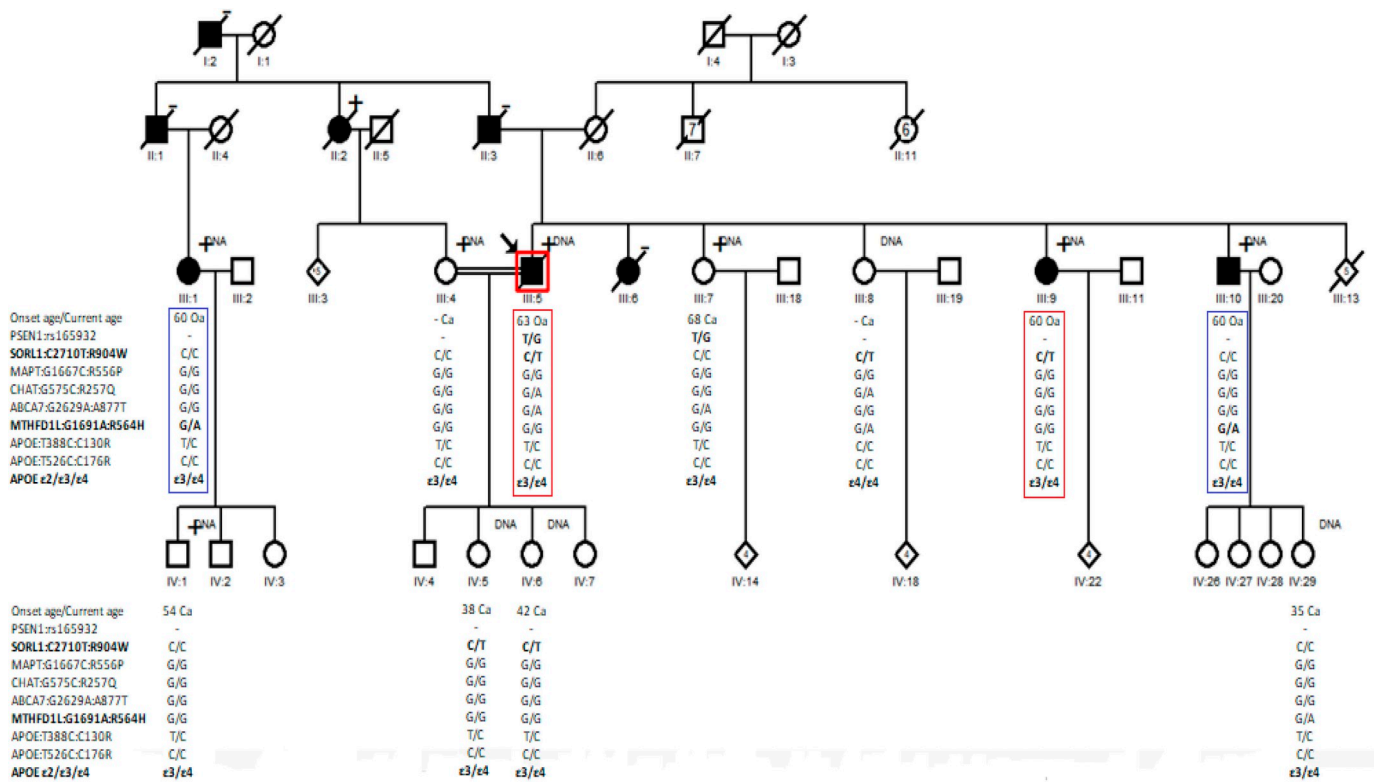 I:2 I:1 I:4 I:3
7 6
II:1 II:4 II:2 II:5 II:3 II:6 II:7 II:11
DNA DNA DNA DNA DNA DNA DNA
5 5
III:1 III:2 III:3 III:4 III:5 III:6 III:7 III:18 III:8 III:19 III:9 III:11 III:10 III:20 III:13
Onset age/Current age 60 Oa - Ca 63 Oa 68 Ca - Ca 60 Oa 60 Oa
PSEN1:rs165932 - - T/G T/G - - -
SORL1:C2710T:R904W C/C C/C C/T C/C C/T C/T C/C
MAPT:G1667C:R556P G/G G/G G/G G/G G/G G/G G/G
CHAT:G575C:R257Q G/G G/G G/A G/G G/A G/G G/G
ABCA7:G2629A:A877T G/G G/G G/A G/A G/G G/G G/G
MTHFD1L:G1691A:R564H G/A G/G G/G G/G G/A G/G G/A
APOE:T388C:C130R T/C T/C T/C T/C C/C T/C T/C
APOE:T526C:C176R C/C C/C C/C C/C C/C C/C C/C
APOE ε2/ε3/ε4 ε3/ε4 ε3/ε4 ε3/ε4 ε3/ε4 ε4/ε4 ε3/ε4 ε3/ε4
DNA DNA DNA DNA
4 4 4
IV:1 IV:2 IV:3 IV:4 IV:5 IV:6 IV:7 IV:14 IV:18 IV:22 IV:26 IV:27 IV:28 IV:29
Onset age/Current age 54 Ca 38 Ca 42 Ca 35 Ca
PSEN1:rs165932 - - - -
SORL1:C2710T:R904W C/C C/T C/T C/C
MAPT:G1667C:R556P G/G G/G G/G G/G
CHAT:G575C:R257Q G/G G/G G/G G/G
ABCA7:G2629A:A877T G/G G/G G/G G/G
MTHFD1L:G1691A:R564H G/G G/G G/G G/A
APOE:T388C:C130R T/C T/C T/C T/C
APOE:T526C:C176R C/C C/C C/C C/C
APOE ε2/ε3/ε4 ε3/ε4 ε3/ε4 ε3/ε4 ε3/ε4